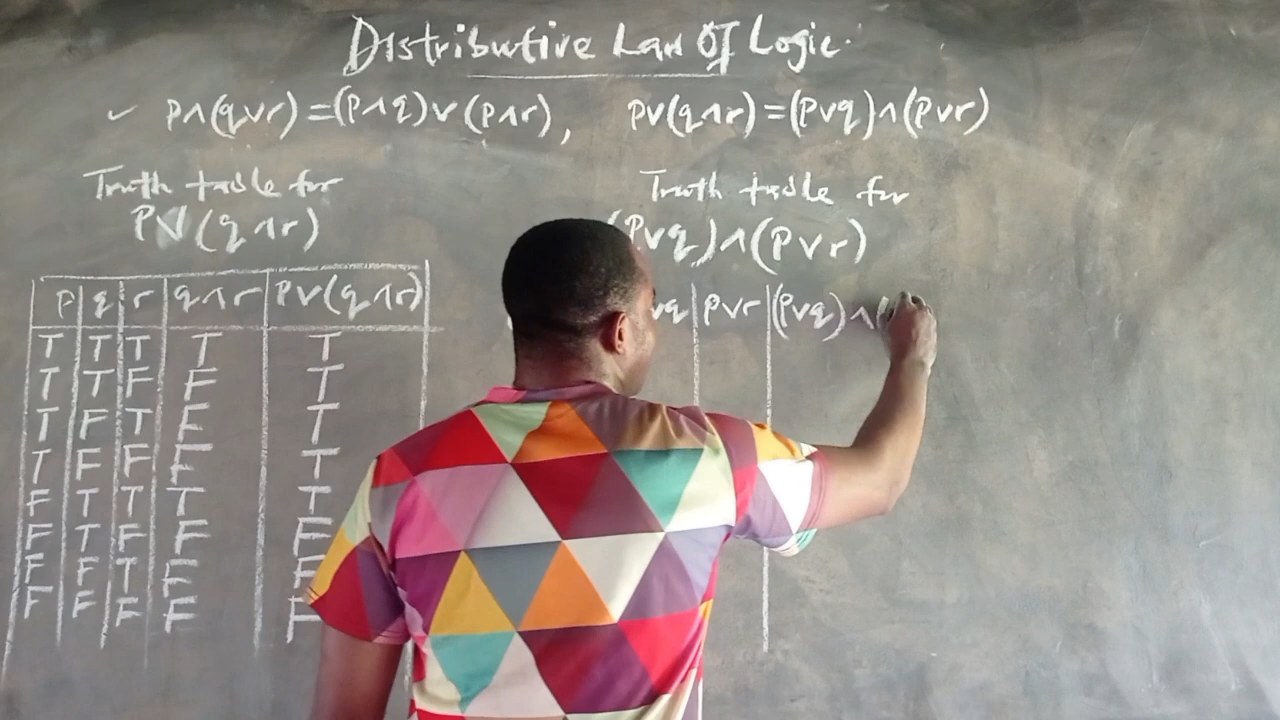 Distributive Law Of Logic.
✓ p∧(q∨r)=(p∧q)∨(p∧r), p∨(q∧r)=(p∨q)∧(p∨r)
Truth table for
P∨(q∧r)
p q r q∧r p∨(q∧r)
T T T T T
T T F F T
T F T F T
T F F F T
F T T T T
F T F F F
F F T F F
F F F F F
Truth table for
(P∨q)∧(p∨r)
∨q p∨r (p∨q)∧(